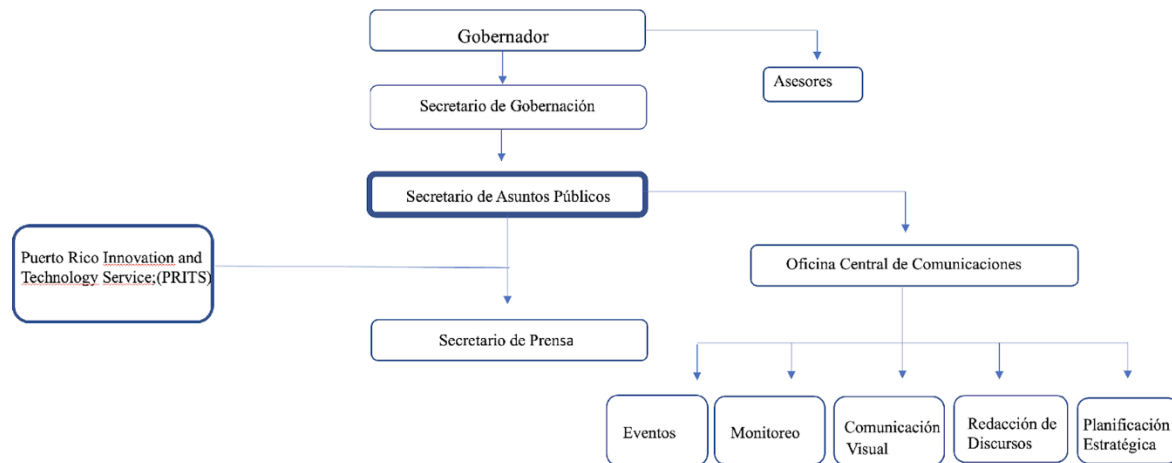 Gobernador
Asesores
Secretario de Gobernación
Secretario de Asuntos Públicos
Puerto Rico Innovation and
Technology Service;(PRITS)
Oficina Central de Comunicaciones
Secretario de Prensa
Eventos
Monitoreo
Comunicación
Visual
Redacción de
Discursos
Planificación
Estratégica